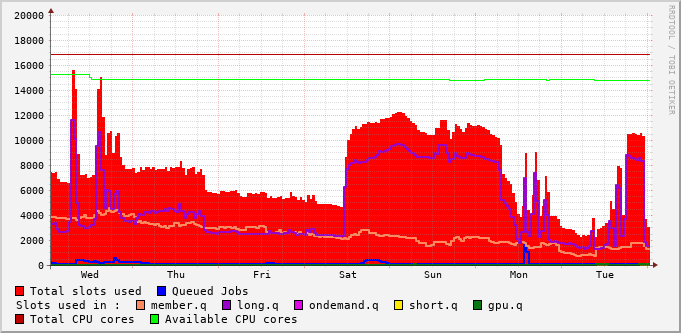 20000
18000
16000
14000
12000
10000
8000
6000
4000
2000
0
Wed Thu Fri Sat Sun Mon Tue
RRDTOOL / TOBI OETIKER
Total slots used Queued Jobs
Slots used in : member.q long.q ondemand.q short.q gpu.q
Total CPU cores Available CPU cores